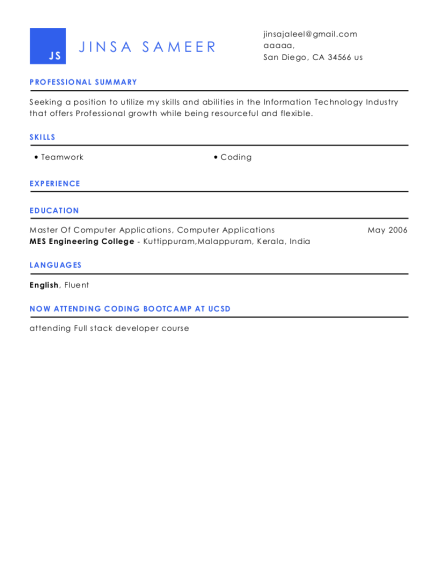 JS
JINSA SAMEER
jinsajaleel@gmail.com
aaaaa,
San Diego, CA 34566 us
PROFESSIONAL SUMMARY
Seeking a position to utilize my skills and abilities in the Information Technology Industry
that offers Professional growth while being resourceful and flexible.
SKILLS
• Teamwork
• Coding
EXPERIENCE
EDUCATION
Master Of Computer Applications, Computer Applications May 2006
MES Engineering College - Kuttippuram,Malappuram, Kerala, India
LANGUAGES
English, Fluent
NOW ATTENDING CODING BOOTCAMP AT UCSD
attending Full stack developer course